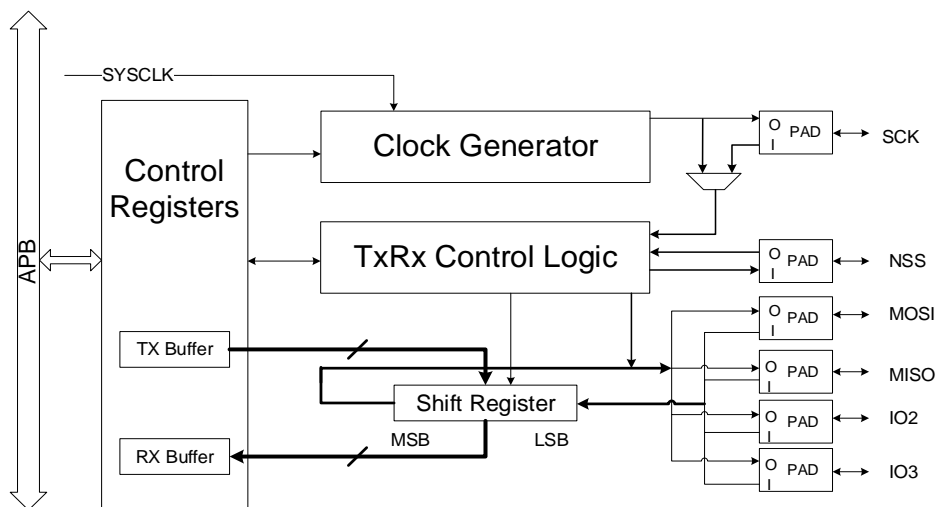 APB
SYSCLK
Control
Registers
Clock Generator
TxRx Control Logic
TX Buffer
RX Buffer
Shift Register
MSB
LSB
O
I
PAD
SCK
O
I
PAD
NSS
O
I
PAD
MOSI
O
I
PAD
MISO
O
I
PAD
IO2
O
I
PAD
IO3